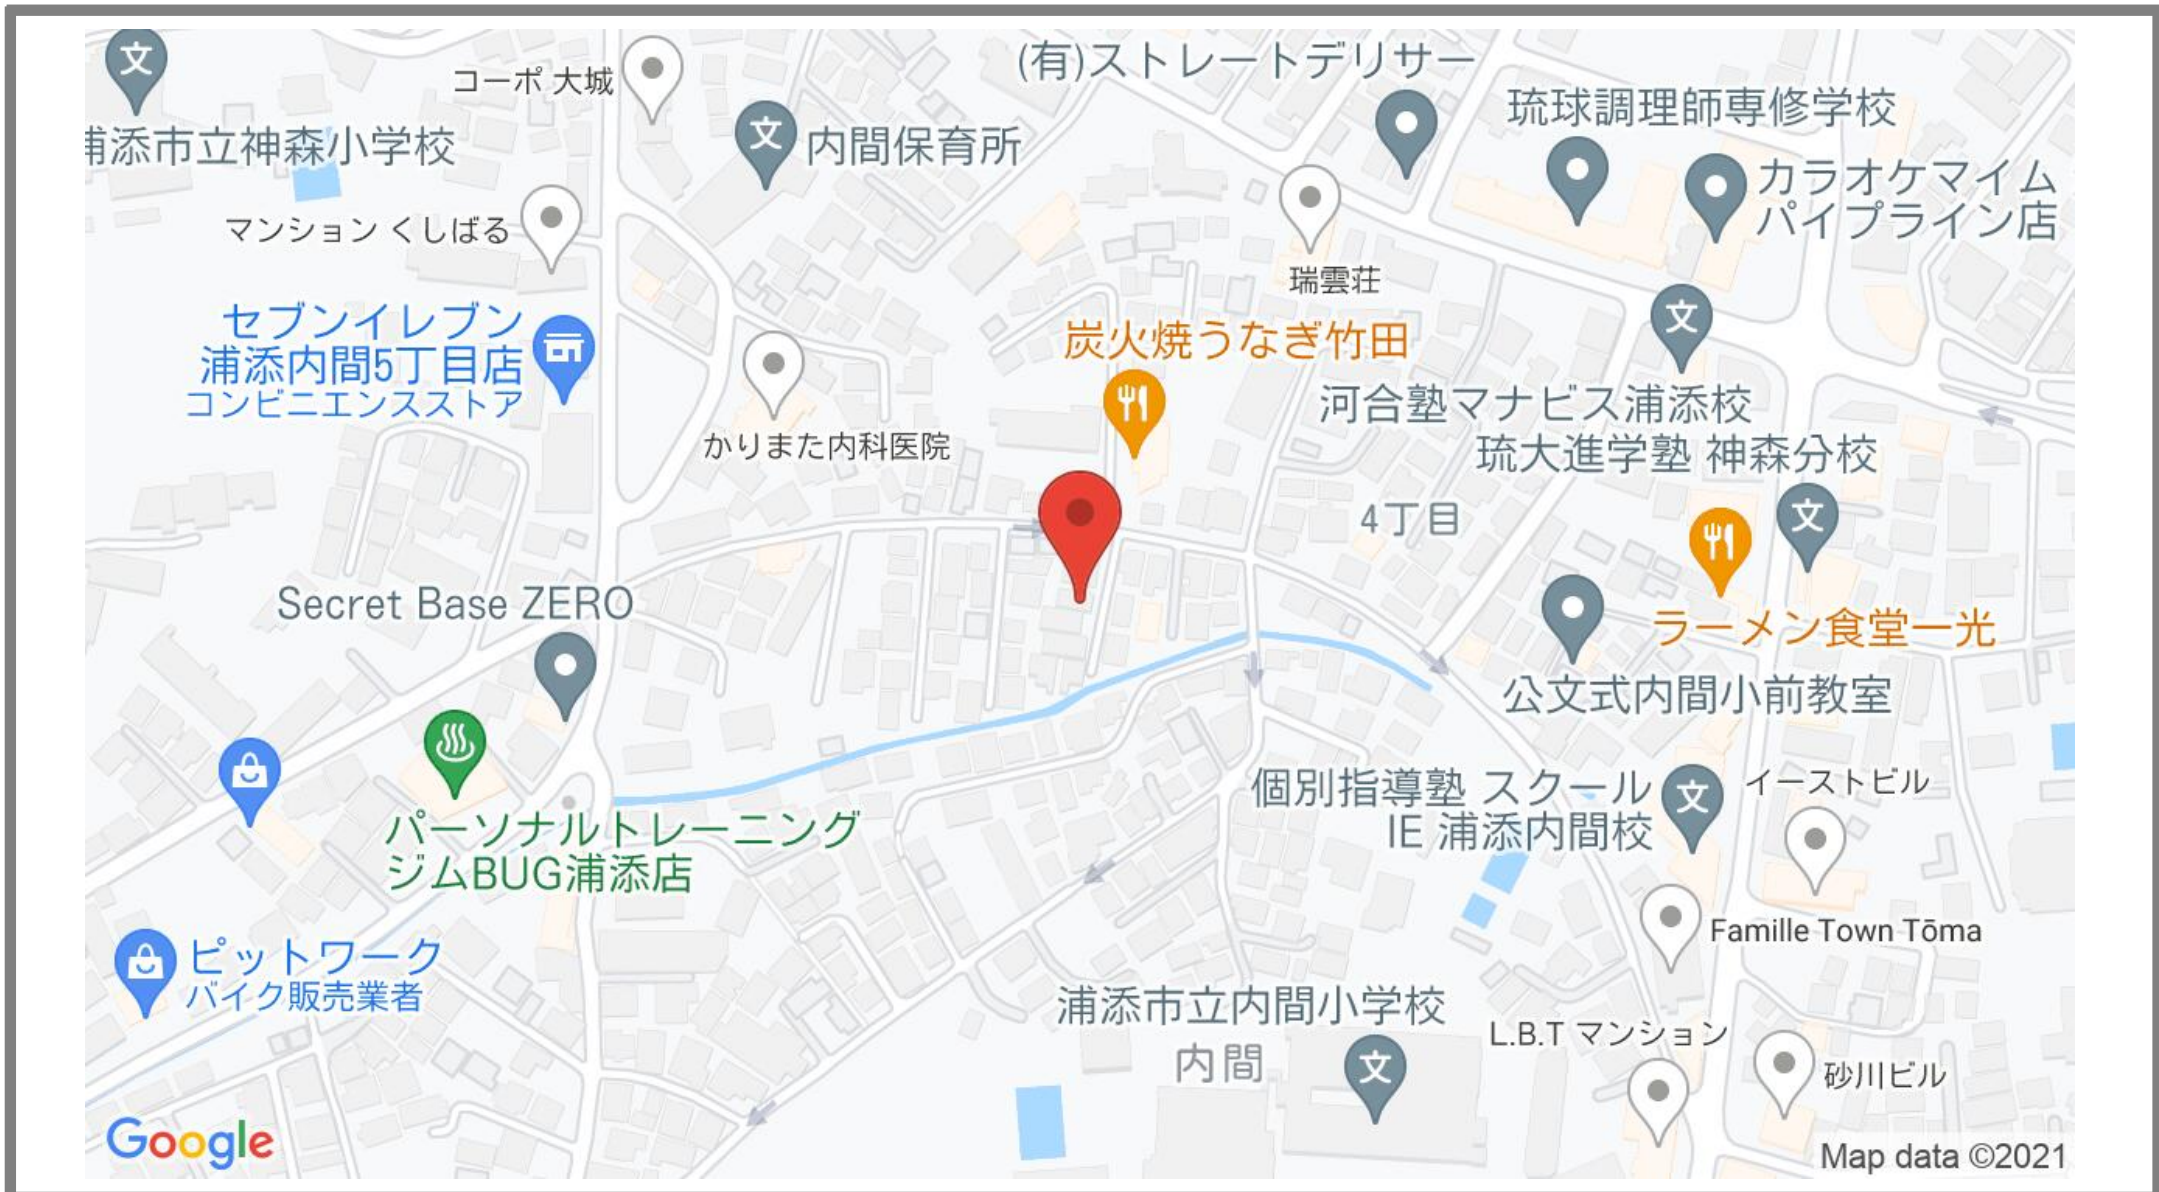 (有)ストレートデリサー
コーポ 大城
琉球調理師専修学校
浦添市立神森小学校
内間保育所
カラオケマイム
パイプライン店
マンション くしばる
瑞雲荘
セブンイレブン
浦添内間5丁目店
コンビニエンスストア
炭火焼うなぎ竹田
河合塾マナビス浦添校
かりまた内科医院
琉大進学塾 神森分校
4丁目
Secret Base ZERO
ラーメン食堂一光
公文式内間小前教室
個別指導塾 スクール
IE 浦添内間校
イーストビル
パーソナルトレーニング
ジムBUG浦添店
Famille Town Tōma
ピットワーク
バイク販売業者
浦添市立内間小学校
L.B.T マンション
内間
砂川ビル
Google
Map data ©2021
文
文
文
文
文
文